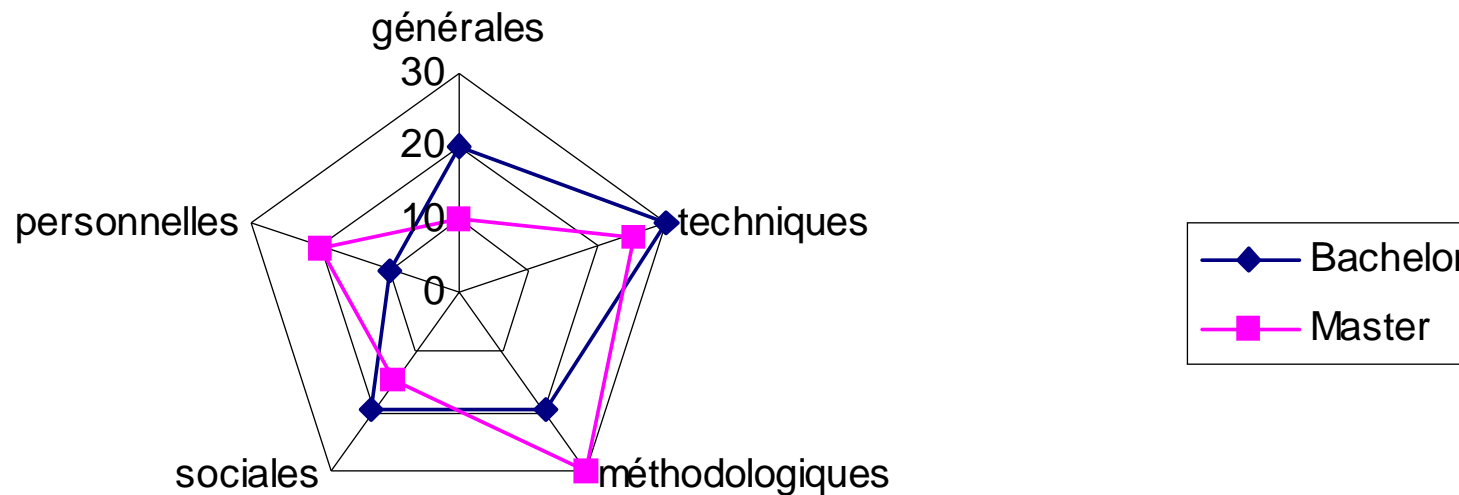 générales
30
20
10
0
personnelles
techniques
sociales
méthodologiques
Bachelor
Master